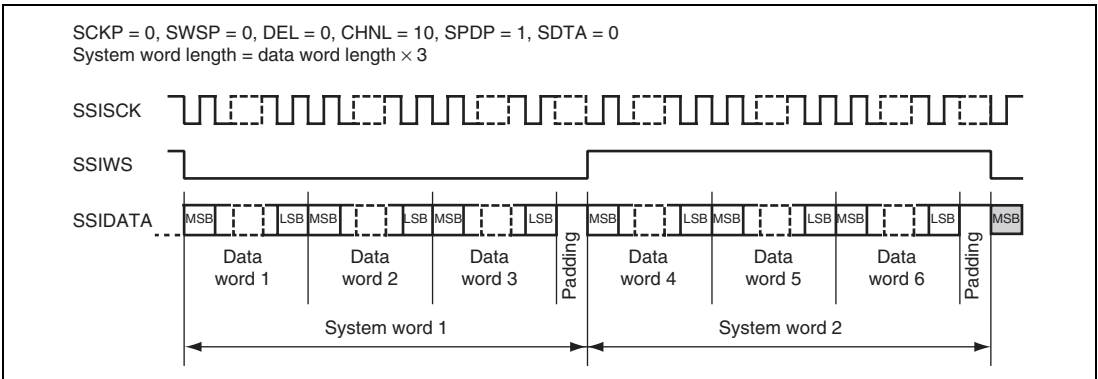 SCKP = 0, SWSP = 0, DEL = 0, CHNL = 10, SPDP = 1, SDTA = 0
System word length = data word length × 3
SSISCK
SSIWS
SSIDATA
MSB LSB MSB LSB MSB LSB MSB LSB MSB LSB MSB LSB MSB
Data word 1
Data word 2
Data word 3
Padding
Data word 4
Data word 5
Data word 6
Padding
System word 1
System word 2